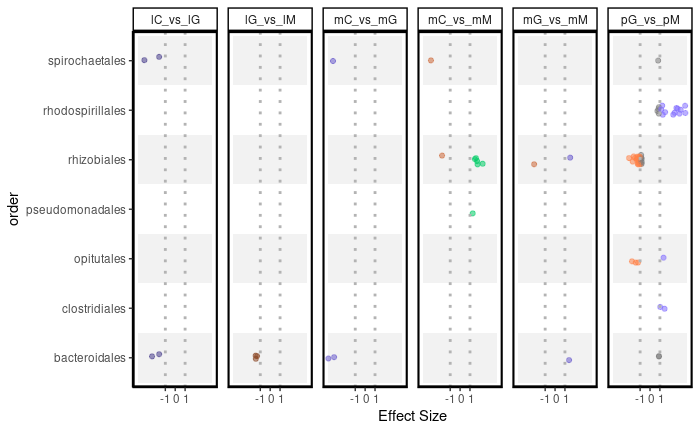 lC_vs_lG lG_vs_lM mC_vs_mG mC_vs_mM mG_vs_mM pG_vs_pM
spirochaetales
rhodospirillales
rhizobiales
pseudomonadales
opitutales
clostridiales
bacteroidales
order
-1 0 1 -1 0 1 -1 0 1 -1 0 1 -1 0 1 -1 0 1
Effect Size